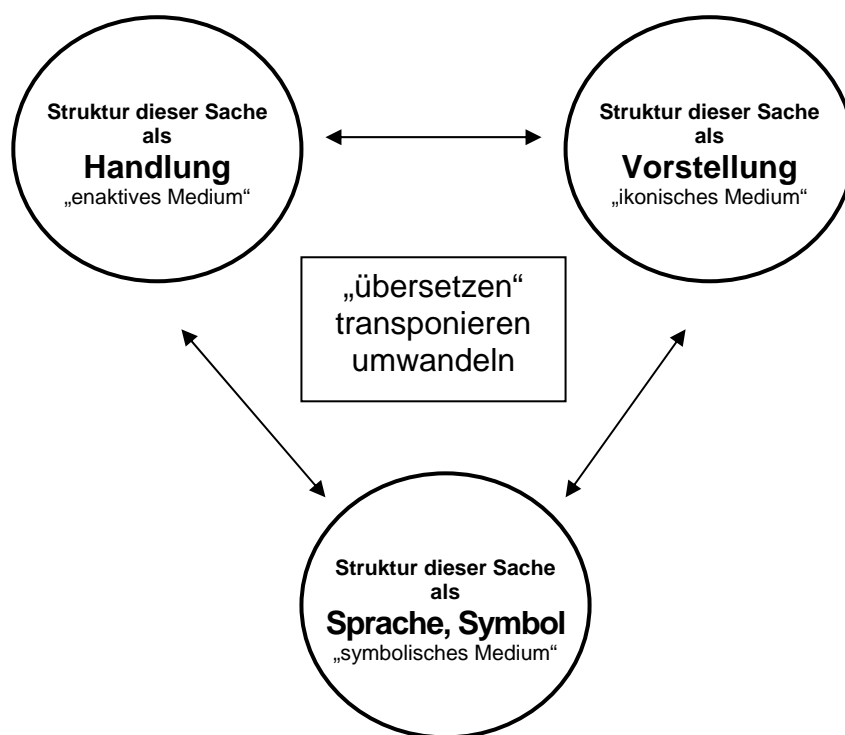 Struktur dieser Sache
als
Handlung
„enaktives Medium“
Struktur dieser Sache
als
Vorstellung
„ikonisches Medium“
„übersetzen“
transponieren
umwandeln
Struktur dieser Sache
als
Sprache, Symbol
„symbolisches Medium“